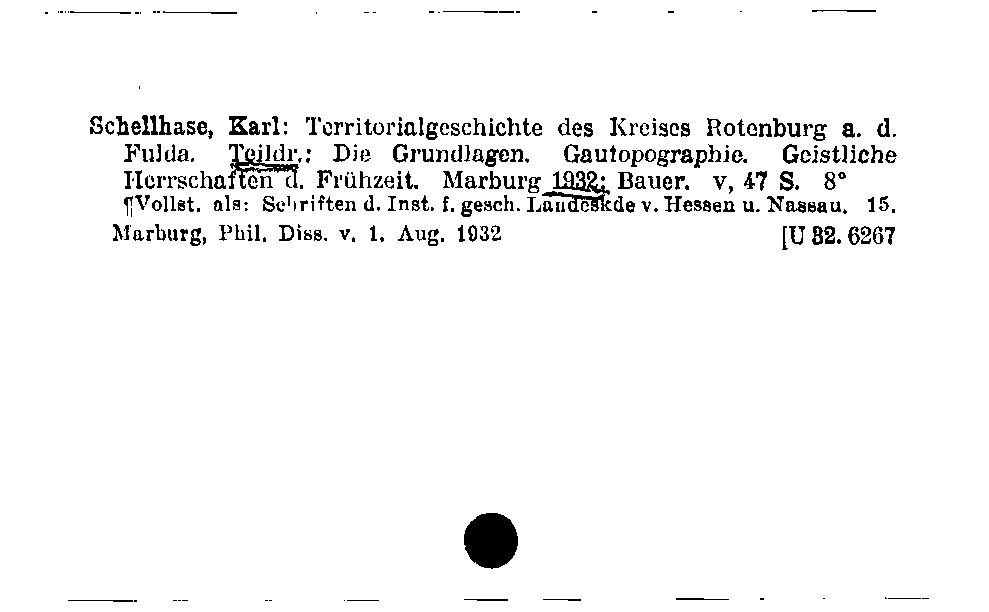 Schellhase, Karl: Territorialgeschichte des Kreises Rotenburg a. d.
Fulda. Teildr.: Die Grundlagen. Gautopographie. Geistliche
Herrschaften d. Frühzeit. Marburg 1932: Bauer. v, 47 S. 8°
¶Vollst. als: Schriften d. Inst. f. gesch. Landeskde v. Hessen u. Nassau. 15.
Marburg, Phil. Diss. v. 1. Aug. 1932 [U 32. 6267